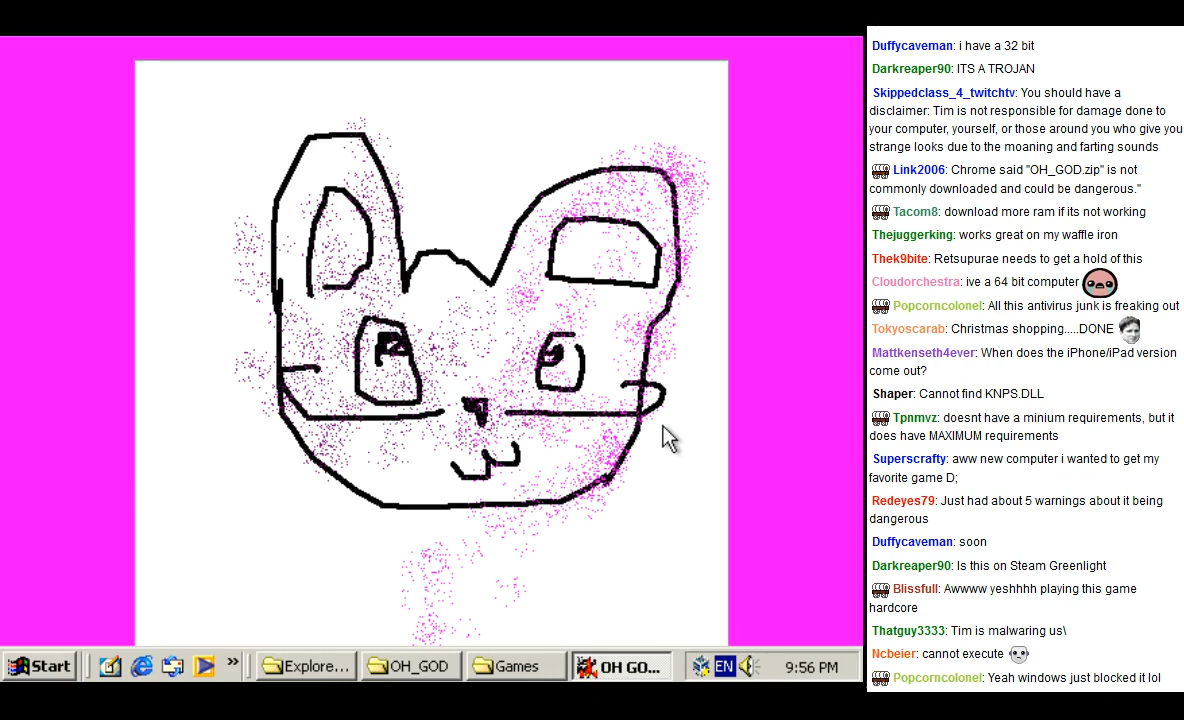 Duffycaveman: i have a 32 bit
Darkreaper90: ITS A TROJAN
Skippedclass_4_twitchtv: You should have a
disclaimer: Tim is not responsible for damage done to
your computer, yourself, or those around you who give you
strange looks due to the moaning and farting sounds
Link2006: Chrome said "OH_GOD.zip" is not
commonly downloaded and could be dangerous."
Tacom8: download more ram if its not working
Thejuggerking: works great on my waffle iron
Thek9bite: Retsupurae needs to get a hold of this
Cloudorchestra: ive a 64 bit computer
Popcorncolonel: All this antivirus junk is freaking out
Tokyoscarab: Christmas shopping.....DONE
Mattkenseth4ever: When does the iPhone/iPad version
come out?
Shaper: Cannot find KNPS.DLL
Tpnmvz: doesnt have a minium requirements, but it
does have MAXIMUM requirements
Superscrafty: aww new computer i wanted to get my
favorite game D;
Redeyes79: Just had about 5 warnings about it being
dangerous
Duffycaveman: soon
Darkreaper90: Is this on Steam Greenlight
Blissfull: Awwww yeshhhh playing this game
hardcore
Thatguy3333: Tim is malwaring us\
Ncbeier: cannot execute
Popcorncolonel: Yeah windows just blocked it lol
Start » Explore... OH_GOD Games OH GO... EN 9:56 PM